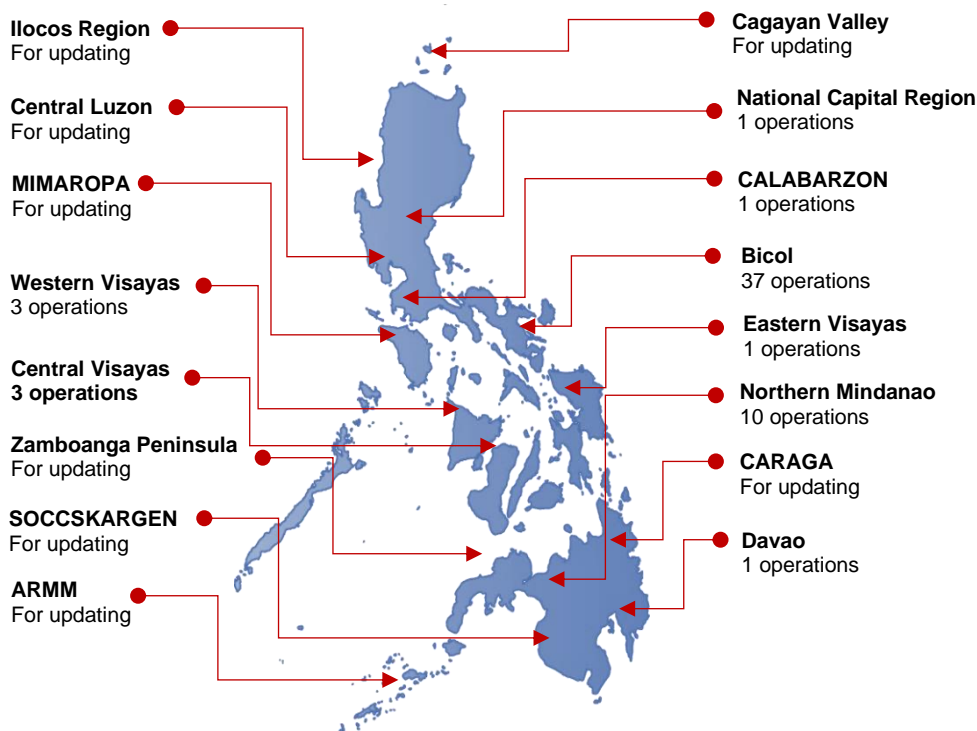 Ilocos Region
For updating
Central Luzon
For updating
MIMAROPA
For updating
Western Visayas
3 operations
Central Visayas
3 operations
Zamboanga Peninsula
For updating
SOCCSKARGEN
For updating
ARMM
For updating
Cagayan Valley
For updating
National Capital Region
1 operations
CALABARZON
1 operations
Bicol
37 operations
Eastern Visayas
1 operations
Northern Mindanao
10 operations
CARAGA
For updating
Davao
1 operations